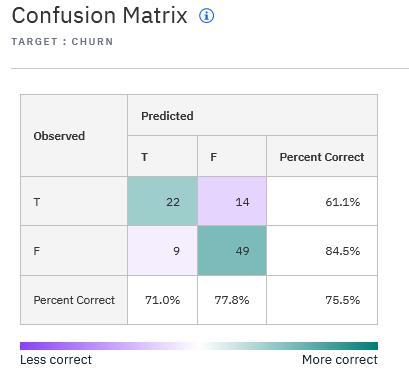 Confusion Matrix
TARGET : CHURN
Observed
Predicted
T F Percent Correct
T 22 14 61.1%
F 9 49 84.5%
Percent Correct 71.0% 77.8% 75.5%
Less correct More correct